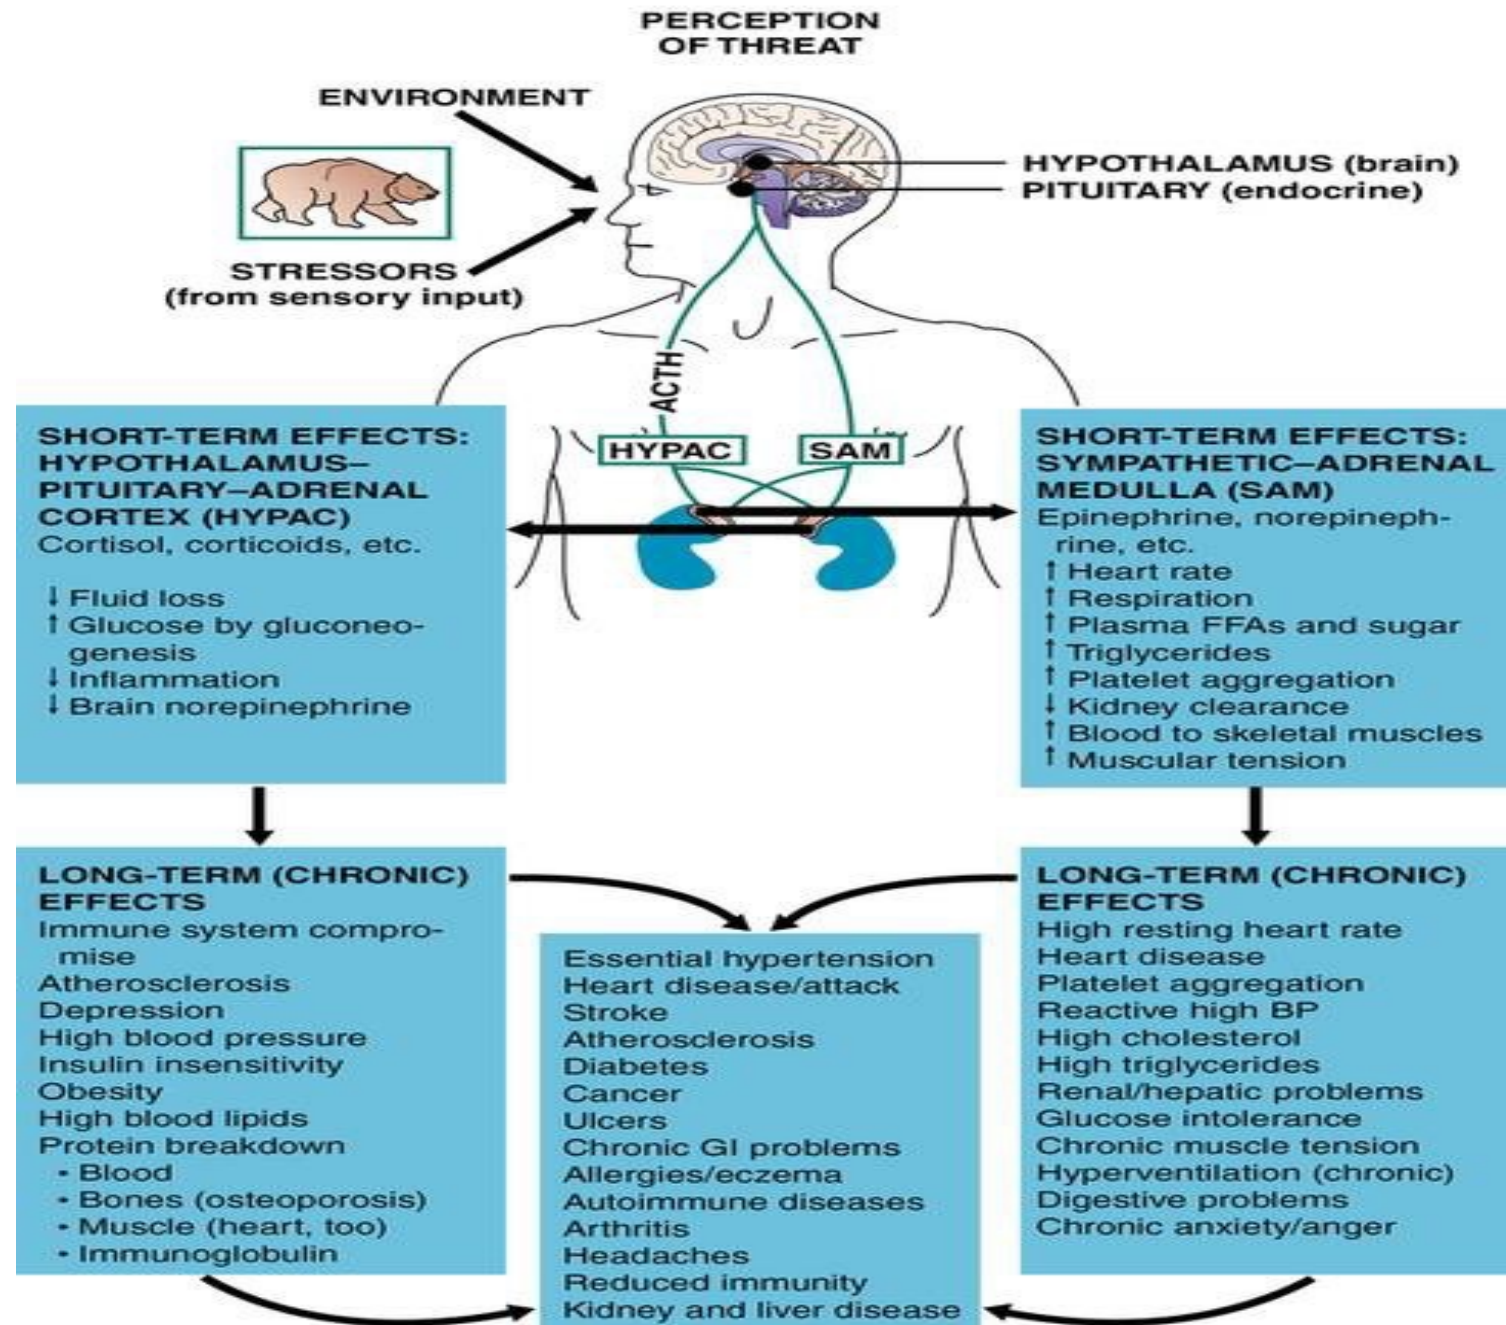 PERCEPTION
OF THREAT
ENVIRONMENT
HYPOTHALAMUS (brain)
PITUITARY (endocrine)
STRESSORS
(from sensory input)
ACTH
HYPAC
SAM
SHORT-TERM EFFECTS:
HYPOTHALAMUS–
PITUITARY–ADRENAL
CORTEX (HYPAC)
Cortisol, corticoids, etc.
↓ Fluid loss
↑ Glucose by gluconeo-
genesis
↓ Inflammation
↓ Brain norepinephrine
SHORT-TERM EFFECTS:
SYMPATHETIC–ADRENAL
MEDULLA (SAM)
Epinephrine, norepineph-
rine, etc.
↑ Heart rate
↑ Respiration
↑ Plasma FFAs and sugar
↑ Triglycerides
↑ Platelet aggregation
↓ Kidney clearance
↑ Blood to skeletal muscles
↑ Muscular tension
LONG-TERM (CHRONIC)
EFFECTS
Immune system compro-
mise
Atherosclerosis
Depression
High blood pressure
Insulin insensitivity
Obesity
High blood lipids
Protein breakdown
• Blood
• Bones (osteoporosis)
• Muscle (heart, too)
• Immunoglobulin
Essential hypertension
Heart disease/attack
Stroke
Atherosclerosis
Diabetes
Cancer
Ulcers
Chronic GI problems
Allergies/eczema
Autoimmune diseases
Arthritis
Headaches
Reduced immunity
Kidney and liver disease
LONG-TERM (CHRONIC)
EFFECTS
High resting heart rate
Heart disease
Platelet aggregation
Reactive high BP
High cholesterol
High triglycerides
Renal/hepatic problems
Glucose intolerance
Chronic muscle tension
Hyperventilation (chronic)
Digestive problems
Chronic anxiety/anger